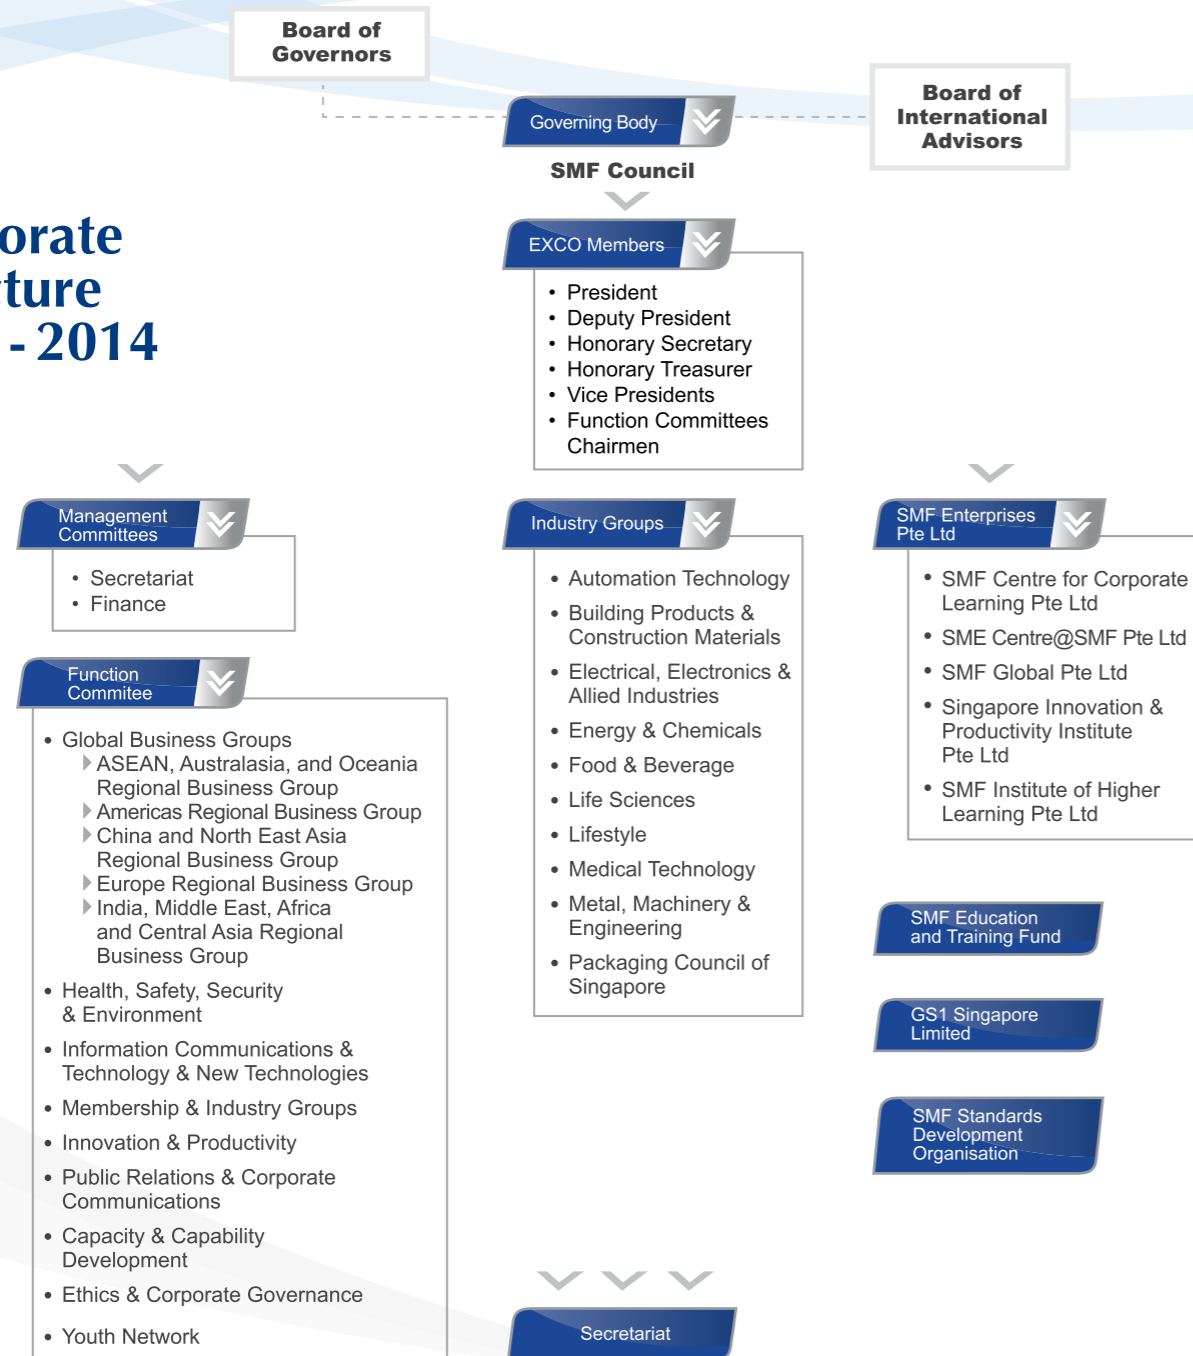 Board of
Governors
Board of
International
Advisors
Governing Body
SMF Council
orate
cture
- 2014
EXCO Members
• President
• Deputy President
• Honorary Secretary
• Honorary Treasurer
• Vice Presidents
• Function Committees
Chairmen
Management
Committees
• Secretariat
• Finance
Function
Commitee
• Global Business Groups
ASEAN, Australasia, and Oceania
Regional Business Group
Americas Regional Business Group
China and North East Asia
Regional Business Group
Europe Regional Business Group
India, Middle East, Africa
and Central Asia Regional
Business Group
• Health, Safety, Security
& Environment
• Information Communications &
Technology & New Technologies
• Membership & Industry Groups
• Innovation & Productivity
• Public Relations & Corporate
Communications
• Capacity & Capability
Development
• Ethics & Corporate Governance
• Youth Network
Industry Groups
• Automation Technology
• Building Products &
Construction Materials
• Electrical, Electronics &
Allied Industries
• Energy & Chemicals
• Food & Beverage
• Life Sciences
• Lifestyle
• Medical Technology
• Metal, Machinery &
Engineering
• Packaging Council of
Singapore
SMF Enterprises
Pte Ltd
• SMF Centre for Corporate
Learning Pte Ltd
• SME Centre@SMF Pte Ltd
• SMF Global Pte Ltd
• Singapore Innovation &
Productivity Institute
Pte Ltd
• SMF Institute of Higher
Learning Pte Ltd
SMF Education
and Training Fund
GS1 Singapore
Limited
SMF Standards
Development
Organisation
Secretariat